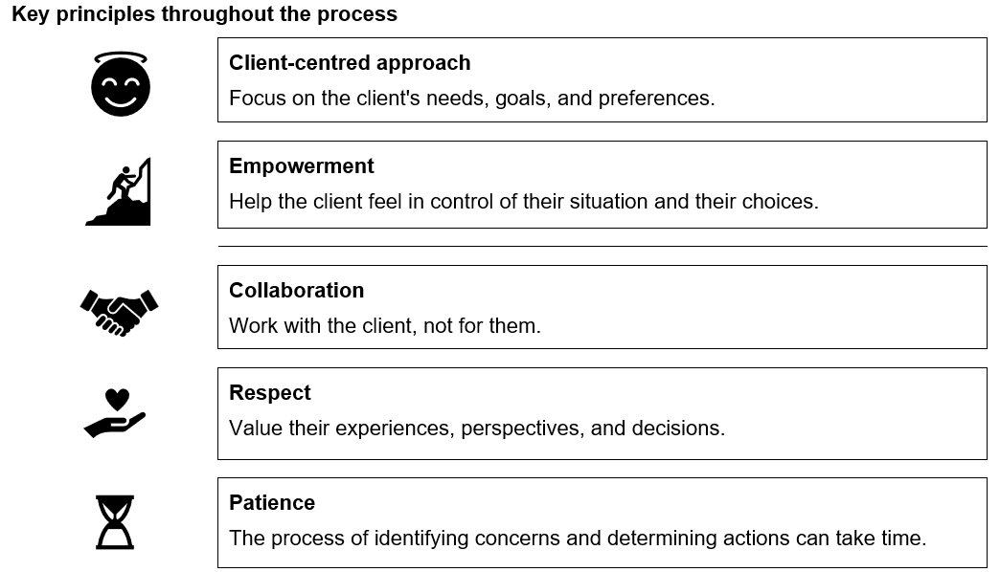 Key principles throughout the process
Client-centred approach
Focus on the client's needs, goals, and preferences.
Empowerment
Help the client feel in control of their situation and their choices.
Collaboration
Work with the client, not for them.
Respect
Value their experiences, perspectives, and decisions.
Patience
The process of identifying concerns and determining actions can take time.